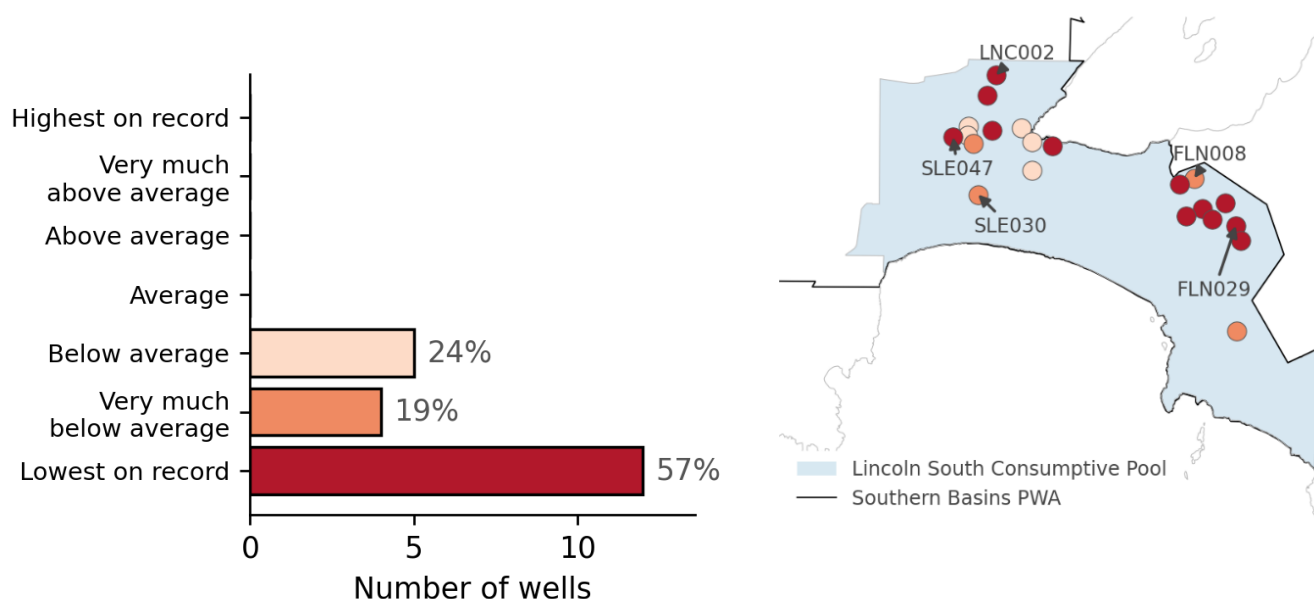 Highest on record
Very much
above average
Above average
Average
Below average
Very much
below average
Lowest on record
24%
19%
57%
0
5
10
Number of wells
LNC002
SLE047
SLE030
FLN008
FLN029
Lincoln South Consumptive Pool
Southern Basins PWA